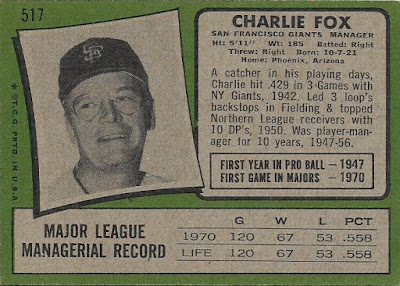 517
CHARLIE FOX
SAN FRANCISCO GIANTS MANAGER
Ht: 5'11" Wt: 185 Batted: Right
Threw: Right Born: 10-7-21
Home: Phoenix, Arizona
A catcher in his playing days,
Charlie hit .429 in 3-Games with
NY Giants, 1942. Led 3 loop's
backstops in Fielding & topped
Northern League receivers with
10 DP's, 1950. Was player-man-
ager for 10 years, 1947-56.
FIRST YEAR IN PRO BALL — 1947
FIRST GAME IN MAJORS — 1970
SF
★ ©T.C.G. PRTD. IN U.S.A.
MAJOR LEAGUE
MANAGERIAL RECORD
G W L PCT
1970 120 67 53 .558
LIFE 120 67 53 .558